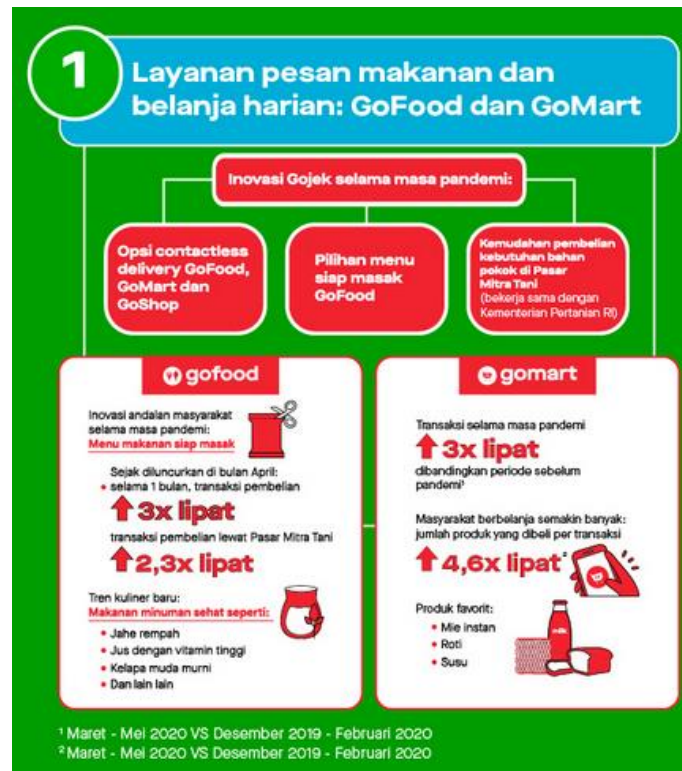 1
Layanan pesan makanan dan
belanja harian: GoFood dan GoMart
Inovasi Gojek selama masa pandemi:
Opsi contactless
delivery GoFood,
GoMart dan
GoShop
Pilihan menu
siap masak
GoFood
Kemudahan pembelian
kebutuhan bahan
pokok di Pasar
Mitra Tani
(bekerja sama dengan
Kementerian Pertanian RI)
gofood
Inovasi andalan masyarakat
selama masa pandemi:
Menu makanan siap masak
Sejak diluncurkan di bulan April:
• selama 1 bulan, transaksi pembelian
3x lipat
transaksi pembelian lewat Pasar Mitra Tani
2,3x lipat
Tren kuliner baru:
Makanan minuman sehat seperti:
• Jahe rempah
• Jus dengan vitamin tinggi
• Kelapa muda murni
• Dan lain lain
gomart
Transaksi selama masa pandemi
3x lipat
dibandingkan periode sebelum
pandemi¹
Masyarakat berbelanja semakin banyak:
jumlah produk yang dibeli per transaksi
4,6x lipat²
Produk favorit:
• Mie instan
• Roti
• Susu
milk
¹ Maret - Mei 2020 VS Desember 2019 - Februari 2020
² Maret - Mei 2020 VS Desember 2019 - Februari 2020